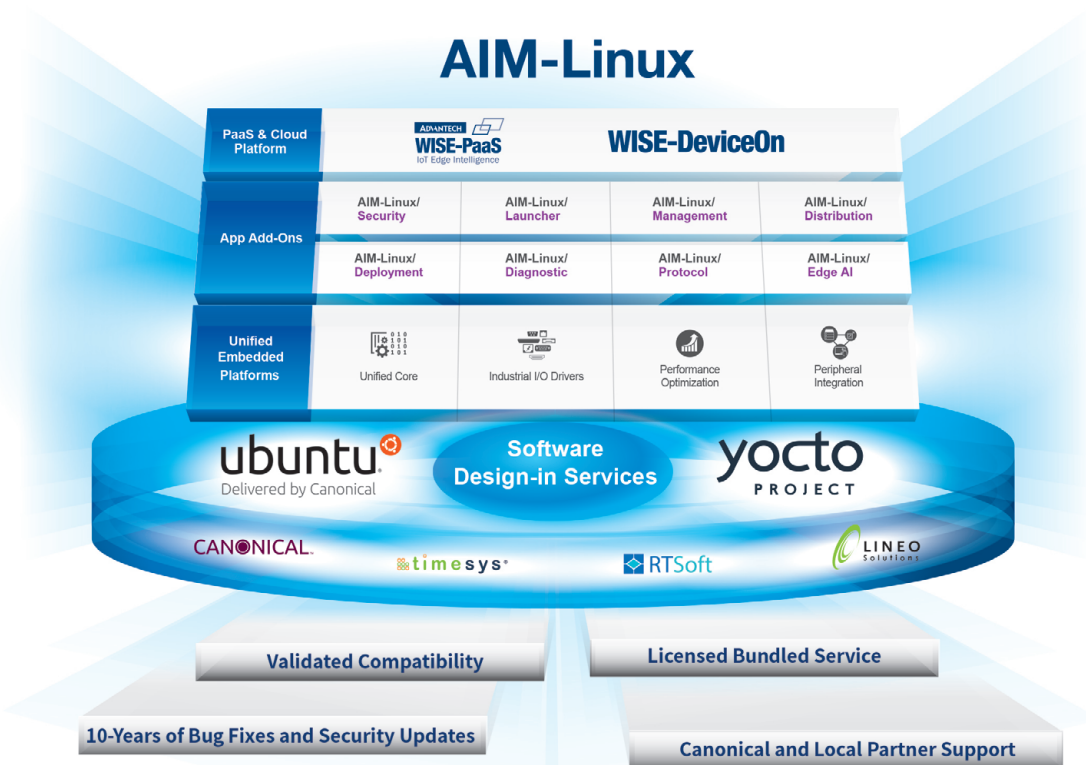 AIM-Linux
PaaS & Cloud
Platform
ADVANTECH
WISE-PaaS
IoT Edge Intelligence
WISE-DeviceOn
App Add-Ons
AIM-Linux/
Security
AIM-Linux/
Launcher
AIM-Linux/
Management
AIM-Linux/
Distribution
AIM-Linux/
Deployment
AIM-Linux/
Diagnostic
AIM-Linux/
Protocol
AIM-Linux/
Edge AI
Unified
Embedded
Platforms
010
101
010
101
Unified Core
Industrial I/O Drivers
Performance
Optimization
Peripheral
Integration
ubuntu
Delivered by Canonical
Software
Design-in Services
yocto
PROJECT
CANONICAL
timesys
RTSoft
LINEO
Solutions
Validated Compatibility
Licensed Bundled Service
10-Years of Bug Fixes and Security Updates
Canonical and Local Partner Support